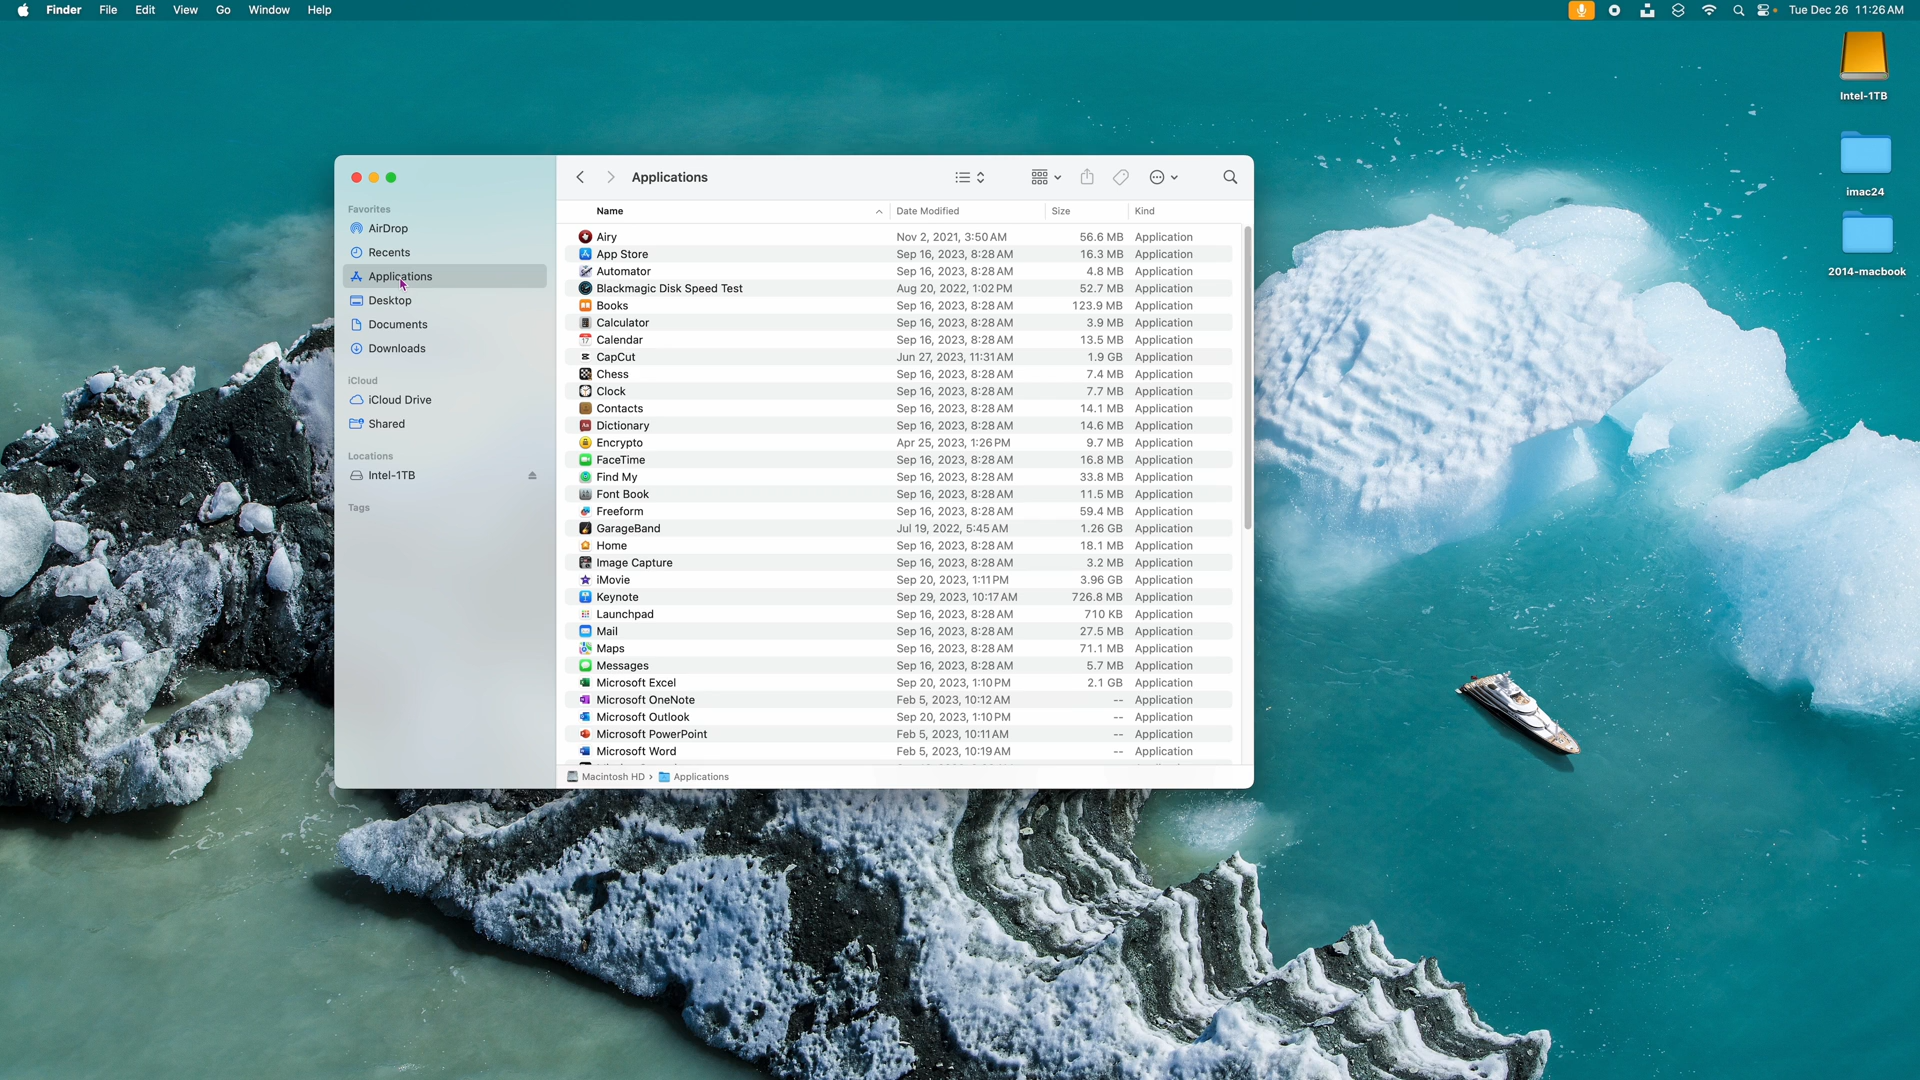 Finder File Edit View Go Window Help Tue Dec 26 11:26 AM
Intel-1TB
imac24
2014-macbook
Applications
Favorites
AirDrop
Recents
Applications
Desktop
Documents
Downloads
iCloud
iCloud Drive
Shared
Locations
Intel-1TB
Tags
Name Date Modified Size Kind
Airy Nov 2, 2021, 3:50 AM 56.6 MB Application
App Store Sep 16, 2023, 8:28 AM 16.3 MB Application
Automator Sep 16, 2023, 8:28 AM 4.8 MB Application
Blackmagic Disk Speed Test Aug 20, 2022, 1:02 PM 52.7 MB Application
Books Sep 16, 2023, 8:28 AM 123.9 MB Application
Calculator Sep 16, 2023, 8:28 AM 3.9 MB Application
Calendar Sep 16, 2023, 8:28 AM 13.5 MB Application
CapCut Jun 27, 2023, 11:31 AM 1.9 GB Application
Chess Sep 16, 2023, 8:28 AM 7.4 MB Application
Clock Sep 16, 2023, 8:28 AM 7.7 MB Application
Contacts Sep 16, 2023, 8:28 AM 14.1 MB Application
Dictionary Sep 16, 2023, 8:28 AM 14.6 MB Application
Encrypto Apr 25, 2023, 1:26 PM 9.7 MB Application
FaceTime Sep 16, 2023, 8:28 AM 16.8 MB Application
Find My Sep 16, 2023, 8:28 AM 33.8 MB Application
Font Book Sep 16, 2023, 8:28 AM 11.5 MB Application
Freeform Sep 16, 2023, 8:28 AM 59.4 MB Application
GarageBand Jul 19, 2022, 5:45 AM 1.26 GB Application
Home Sep 16, 2023, 8:28 AM 18.1 MB Application
Image Capture Sep 16, 2023, 8:28 AM 3.2 MB Application
iMovie Sep 20, 2023, 1:11 PM 3.96 GB Application
Keynote Sep 29, 2023, 10:17 AM 726.8 MB Application
Launchpad Sep 16, 2023, 8:28 AM 710 KB Application
Mail Sep 16, 2023, 8:28 AM 27.5 MB Application
Maps Sep 16, 2023, 8:28 AM 71.1 MB Application
Messages Sep 16, 2023, 8:28 AM 5.7 MB Application
Microsoft Excel Sep 20, 2023, 1:10 PM 2.1 GB Application
Microsoft OneNote Feb 5, 2023, 10:12 AM -- Application
Microsoft Outlook Sep 20, 2023, 1:10 PM -- Application
Microsoft PowerPoint Feb 5, 2023, 10:11 AM -- Application
Microsoft Word Feb 5, 2023, 10:19 AM -- Application
Macintosh HD › Applications